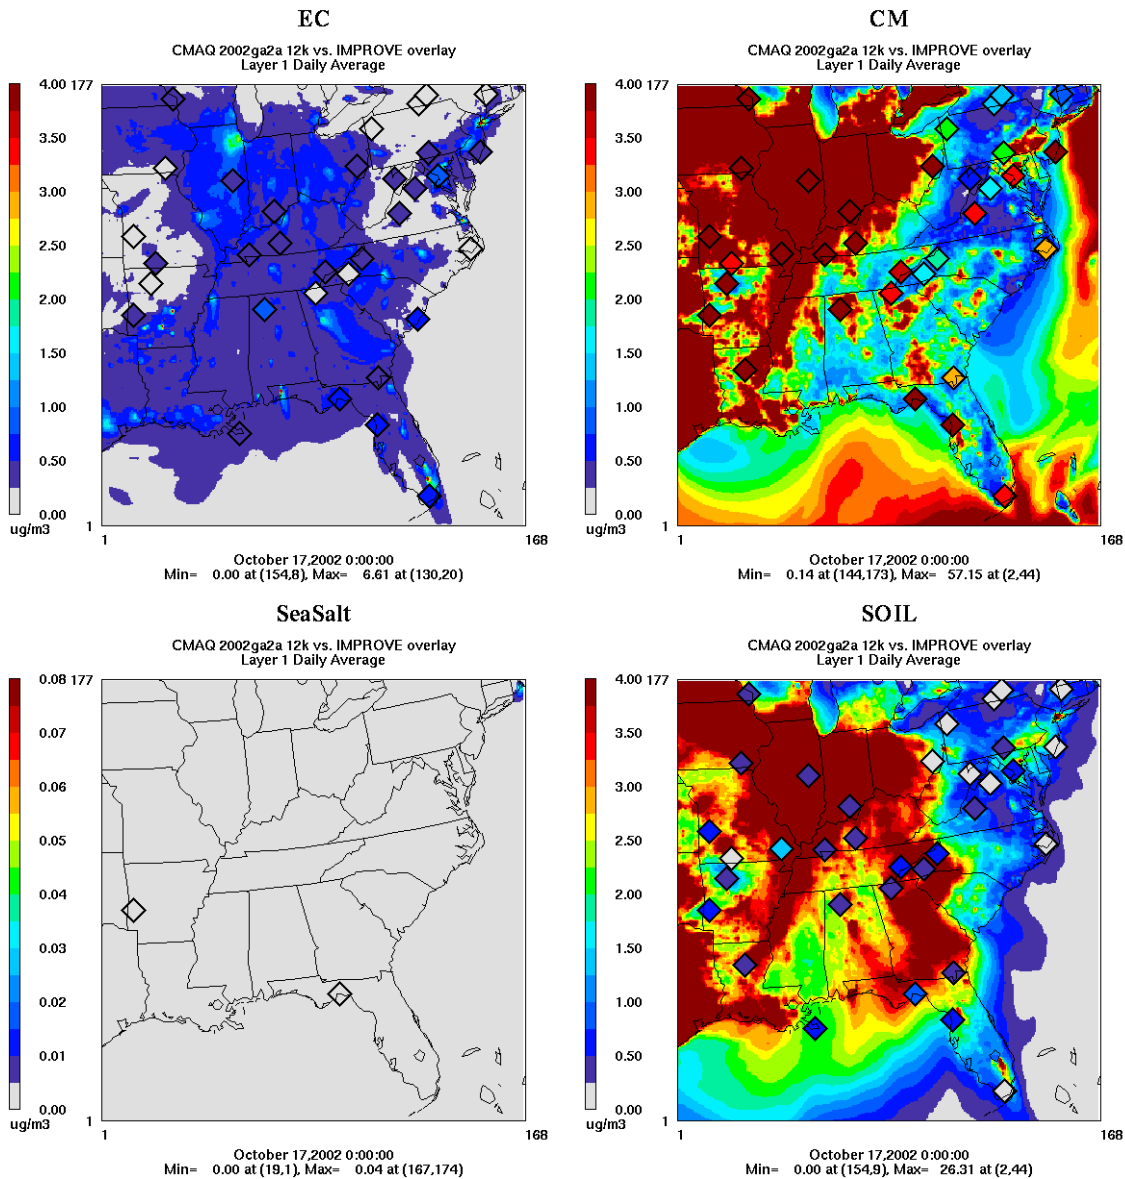 EC
CMAQ 2002ga2a 12k vs. IMPROVE overlay
Layer 1 Daily Average
4.00 177
3.50
3.00
2.50
2.00
1.50
1.00
0.50
0.00
ug/m3
1
1 168
October 17,2002 0:00:00
Min= 0.00 at (154,8), Max= 6.61 at (130,20)
CM
CMAQ 2002ga2a 12k vs. IMPROVE overlay
Layer 1 Daily Average
4.00 177
3.50
3.00
2.50
2.00
1.50
1.00
0.50
0.00
ug/m3
1
1 168
October 17,2002 0:00:00
Min= 0.14 at (144,173), Max= 57.15 at (2,44)
SeaSalt
CMAQ 2002ga2a 12k vs. IMPROVE overlay
Layer 1 Daily Average
0.08 177
0.07
0.06
0.05
0.04
0.03
0.02
0.01
0.00
ug/m3
1
1 168
October 17,2002 0:00:00
Min= 0.00 at (19,1), Max= 0.04 at (167,174)
SOIL
CMAQ 2002ga2a 12k vs. IMPROVE overlay
Layer 1 Daily Average
4.00 177
3.50
3.00
2.50
2.00
1.50
1.00
0.50
0.00
ug/m3
1
1 168
October 17,2002 0:00:00
Min= 0.00 at (154,9), Max= 26.31 at (2,44)